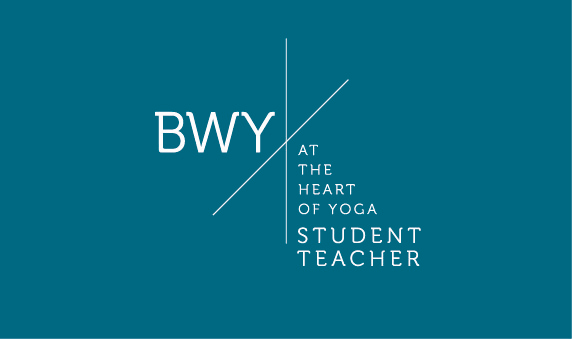 BWY
AT
THE
HEART
OF YOGA
STUDENT
TEACHER